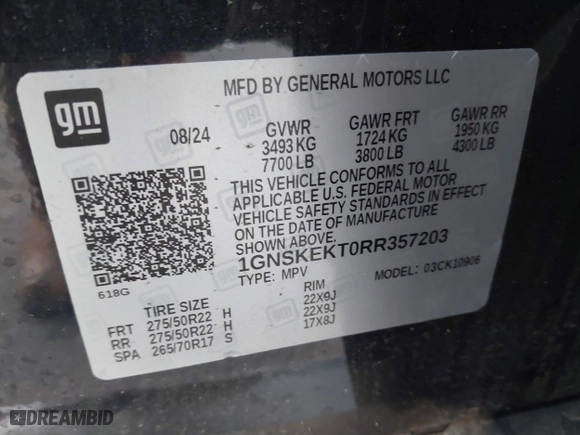 MFD BY GENERAL MOTORS LLC
gm
08/24 GVWR GAWR FRT GAWR RR
3493 KG 1724 KG 1950 KG
7700 LB 3800 LB 4300 LB
THIS VEHICLE CONFORMS TO ALL
APPLICABLE U.S. FEDERAL MOTOR
VEHICLE SAFETY STANDARDS IN EFFECT
ON THE DATE OF MANUFACTURE
SHOWN ABOVE.
1GNSKEKT0RR357203
TYPE: MPV MODEL: 03CK10906
618G
TIRE SIZE RIM
FRT 275/50R22 H 22X9J
RR 275/50R22 H 22X9J
SPA 265/70R17 S 17X8J
DREAMBID